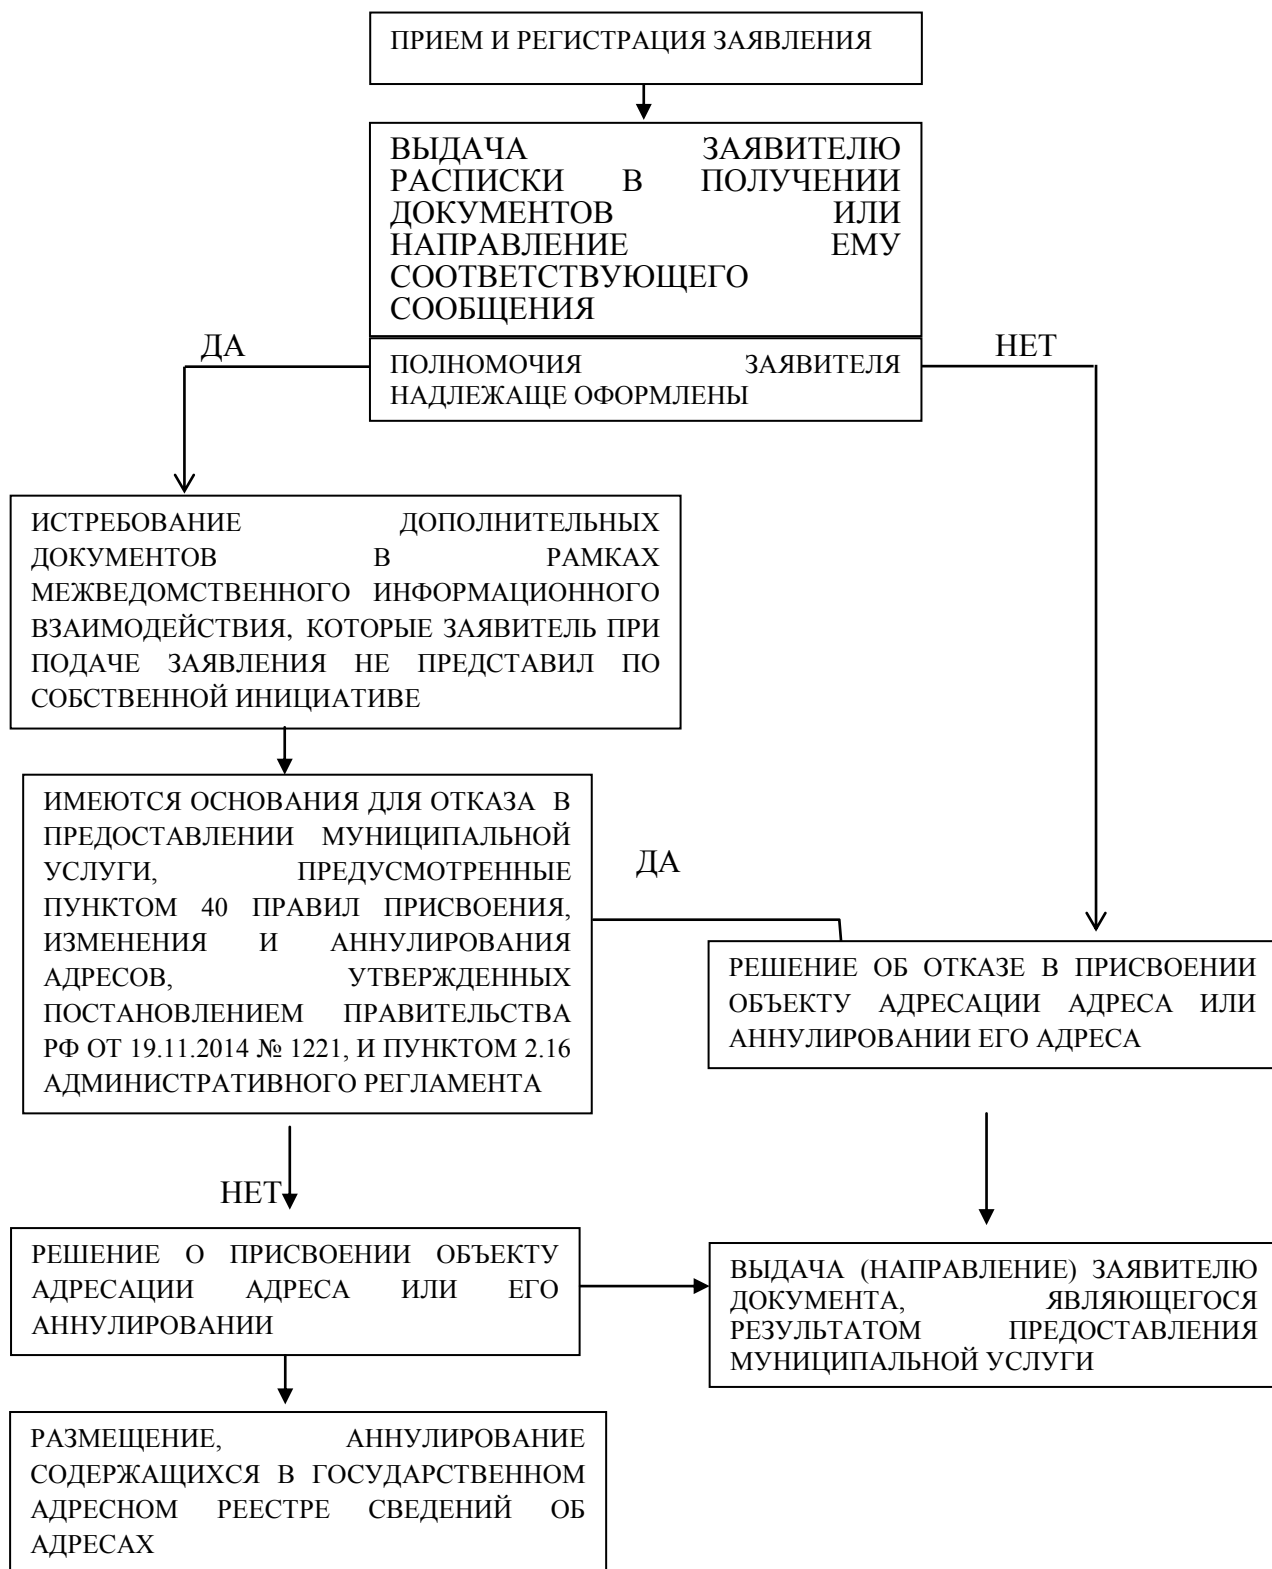 ПРИЕМ И РЕГИСТРАЦИЯ ЗАЯВЛЕНИЯ
ВЫДАЧА ЗАЯВИТЕЛЮ
РАСПИСКИ В ПОЛУЧЕНИИ
ДОКУМЕНТОВ ИЛИ
НАПРАВЛЕНИЕ ЕМУ
СООТВЕТСТВУЮЩЕГО
СООБЩЕНИЯ
ДА
НЕТ
ПОЛНОМОЧИЯ ЗАЯВИТЕЛЯ
НАДЛЕЖАЩЕ ОФОРМЛЕНЫ
ИСТРЕБОВАНИЕ ДОПОЛНИТЕЛЬНЫХ
ДОКУМЕНТОВ В РАМКАХ
МЕЖВЕДОМСТВЕННОГО ИНФОРМАЦИОННОГО
ВЗАИМОДЕЙСТВИЯ, КОТОРЫЕ ЗАЯВИТЕЛЬ ПРИ
ПОДАЧЕ ЗАЯВЛЕНИЯ НЕ ПРЕДСТАВИЛ ПО
СОБСТВЕННОЙ ИНИЦИАТИВЕ
ИМЕЮТСЯ ОСНОВАНИЯ ДЛЯ ОТКАЗА В
ПРЕДОСТАВЛЕНИИ МУНИЦИПАЛЬНОЙ
УСЛУГИ, ПРЕДУСМОТРЕННЫЕ
ПУНКТОМ 40 ПРАВИЛ ПРИСВОЕНИЯ,
ИЗМЕНЕНИЯ И АННУЛИРОВАНИЯ
АДРЕСОВ, УТВЕРЖДЕННЫХ
ПОСТАНОВЛЕНИЕМ ПРАВИТЕЛЬСТВА
РФ ОТ 19.11.2014 № 1221, И ПУНКТОМ 2.16
АДМИНИСТРАТИВНОГО РЕГЛАМЕНТА
ДА
РЕШЕНИЕ ОБ ОТКАЗЕ В ПРИСВОЕНИИ
ОБЪЕКТУ АДРЕСАЦИИ АДРЕСА ИЛИ
АННУЛИРОВАНИИ ЕГО АДРЕСА
НЕТ
РЕШЕНИЕ О ПРИСВОЕНИИ ОБЪЕКТУ
АДРЕСАЦИИ АДРЕСА ИЛИ ЕГО
АННУЛИРОВАНИИ
ВЫДАЧА (НАПРАВЛЕНИЕ) ЗАЯВИТЕЛЮ
ДОКУМЕНТА, ЯВЛЯЮЩЕГОСЯ
РЕЗУЛЬТАТОМ ПРЕДОСТАВЛЕНИЯ
МУНИЦИПАЛЬНОЙ УСЛУГИ
РАЗМЕЩЕНИЕ, АННУЛИРОВАНИЕ
СОДЕРЖАЩИХСЯ В ГОСУДАРСТВЕННОМ
АДРЕСНОМ РЕЕСТРЕ СВЕДЕНИЙ ОБ
АДРЕСАХ